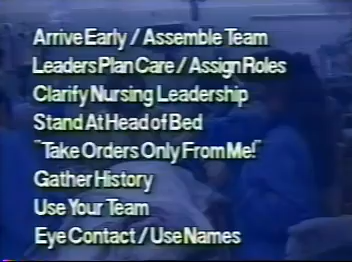 Arrive Early / Assemble Team
Leaders Plan Care / Assign Roles
Clarify Nursing Leadership
Stand At Head of Bed
"Take Orders Only From Me!"
Gather History
Use Your Team
Eye Contact / Use Names